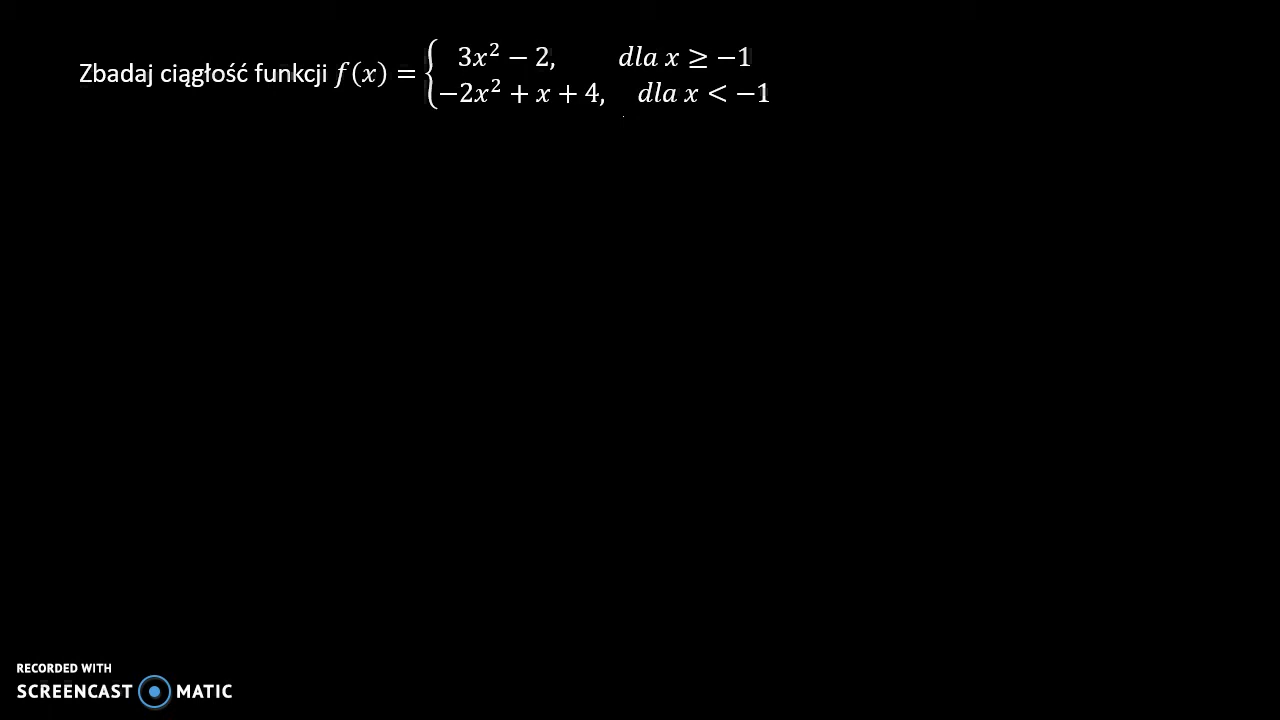 Zbadaj ciągłość funkcji f(x) = { 3x² − 2, dla x ≥ −1
−2x² + x + 4, dla x < −1
RECORDED WITH
SCREENCAST MATIC